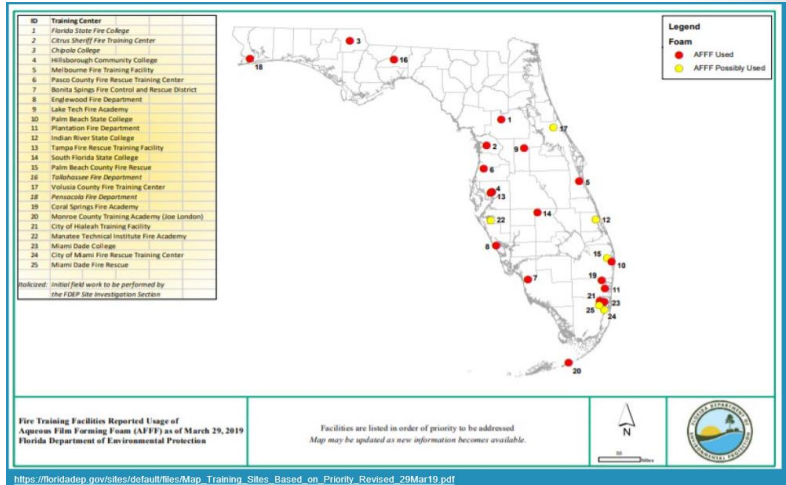 ID Training Center
1 Florida State Fire College
2 Citrus Sheriff Fire Training Center
3 Chipola College
4 Hillsborough Community College
5 Melbourne Fire Training Facility
6 Pasco County Fire Rescue Training Center
7 Bonita Spings Fire Control and Rescue District
8 Englewood Fire Department
9 Lake Tech Fire Academy
10 Palm Beach State College
11 Plantation Fire Department
12 Indian River State College
13 Tampa Fire Rescue Training Facility
14 South Florida State College
15 Palm Beach County Fire Rescue
16 Tallahassee Fire Department
17 Volusia County Fire Training Center
18 Pensacola Fire Department
19 Coral Springs Fire Academy
20 Monroe County Training Academy (Joe London)
21 City of Hialeah Training Facility
22 Manatee Technical Institute Fire Academy
23 Miami Dade College
24 City of Miami Fire Rescue Training Center
25 Miami Dade Fire Rescue
Italicized: Initial field work to be performed by
the FDEP Site Investigation Section
Legend
Foam
AFFF Used
AFFF Possibly Used
3
18
16
1
17
2
9
6
5
4
13
14
22
12
8
15
10
7
19
11
21
23
25
24
20
Fire Training Facilities Reported Usage of
Aqueous Film Forming Foam (AFFF) as of March 29, 2019
Florida Department of Environmental Protection
Facilities are listed in order of priority to be addressed
Map may be updated as new information becomes available.
N
Miles
FLORIDA DEPARTMENT OF
ENVIRONMENTAL PROTECTION
https://floridadep.gov/sites/default/files/Map_Training_Sites_Based_on_Priority_Revised_29Mar19.pdf